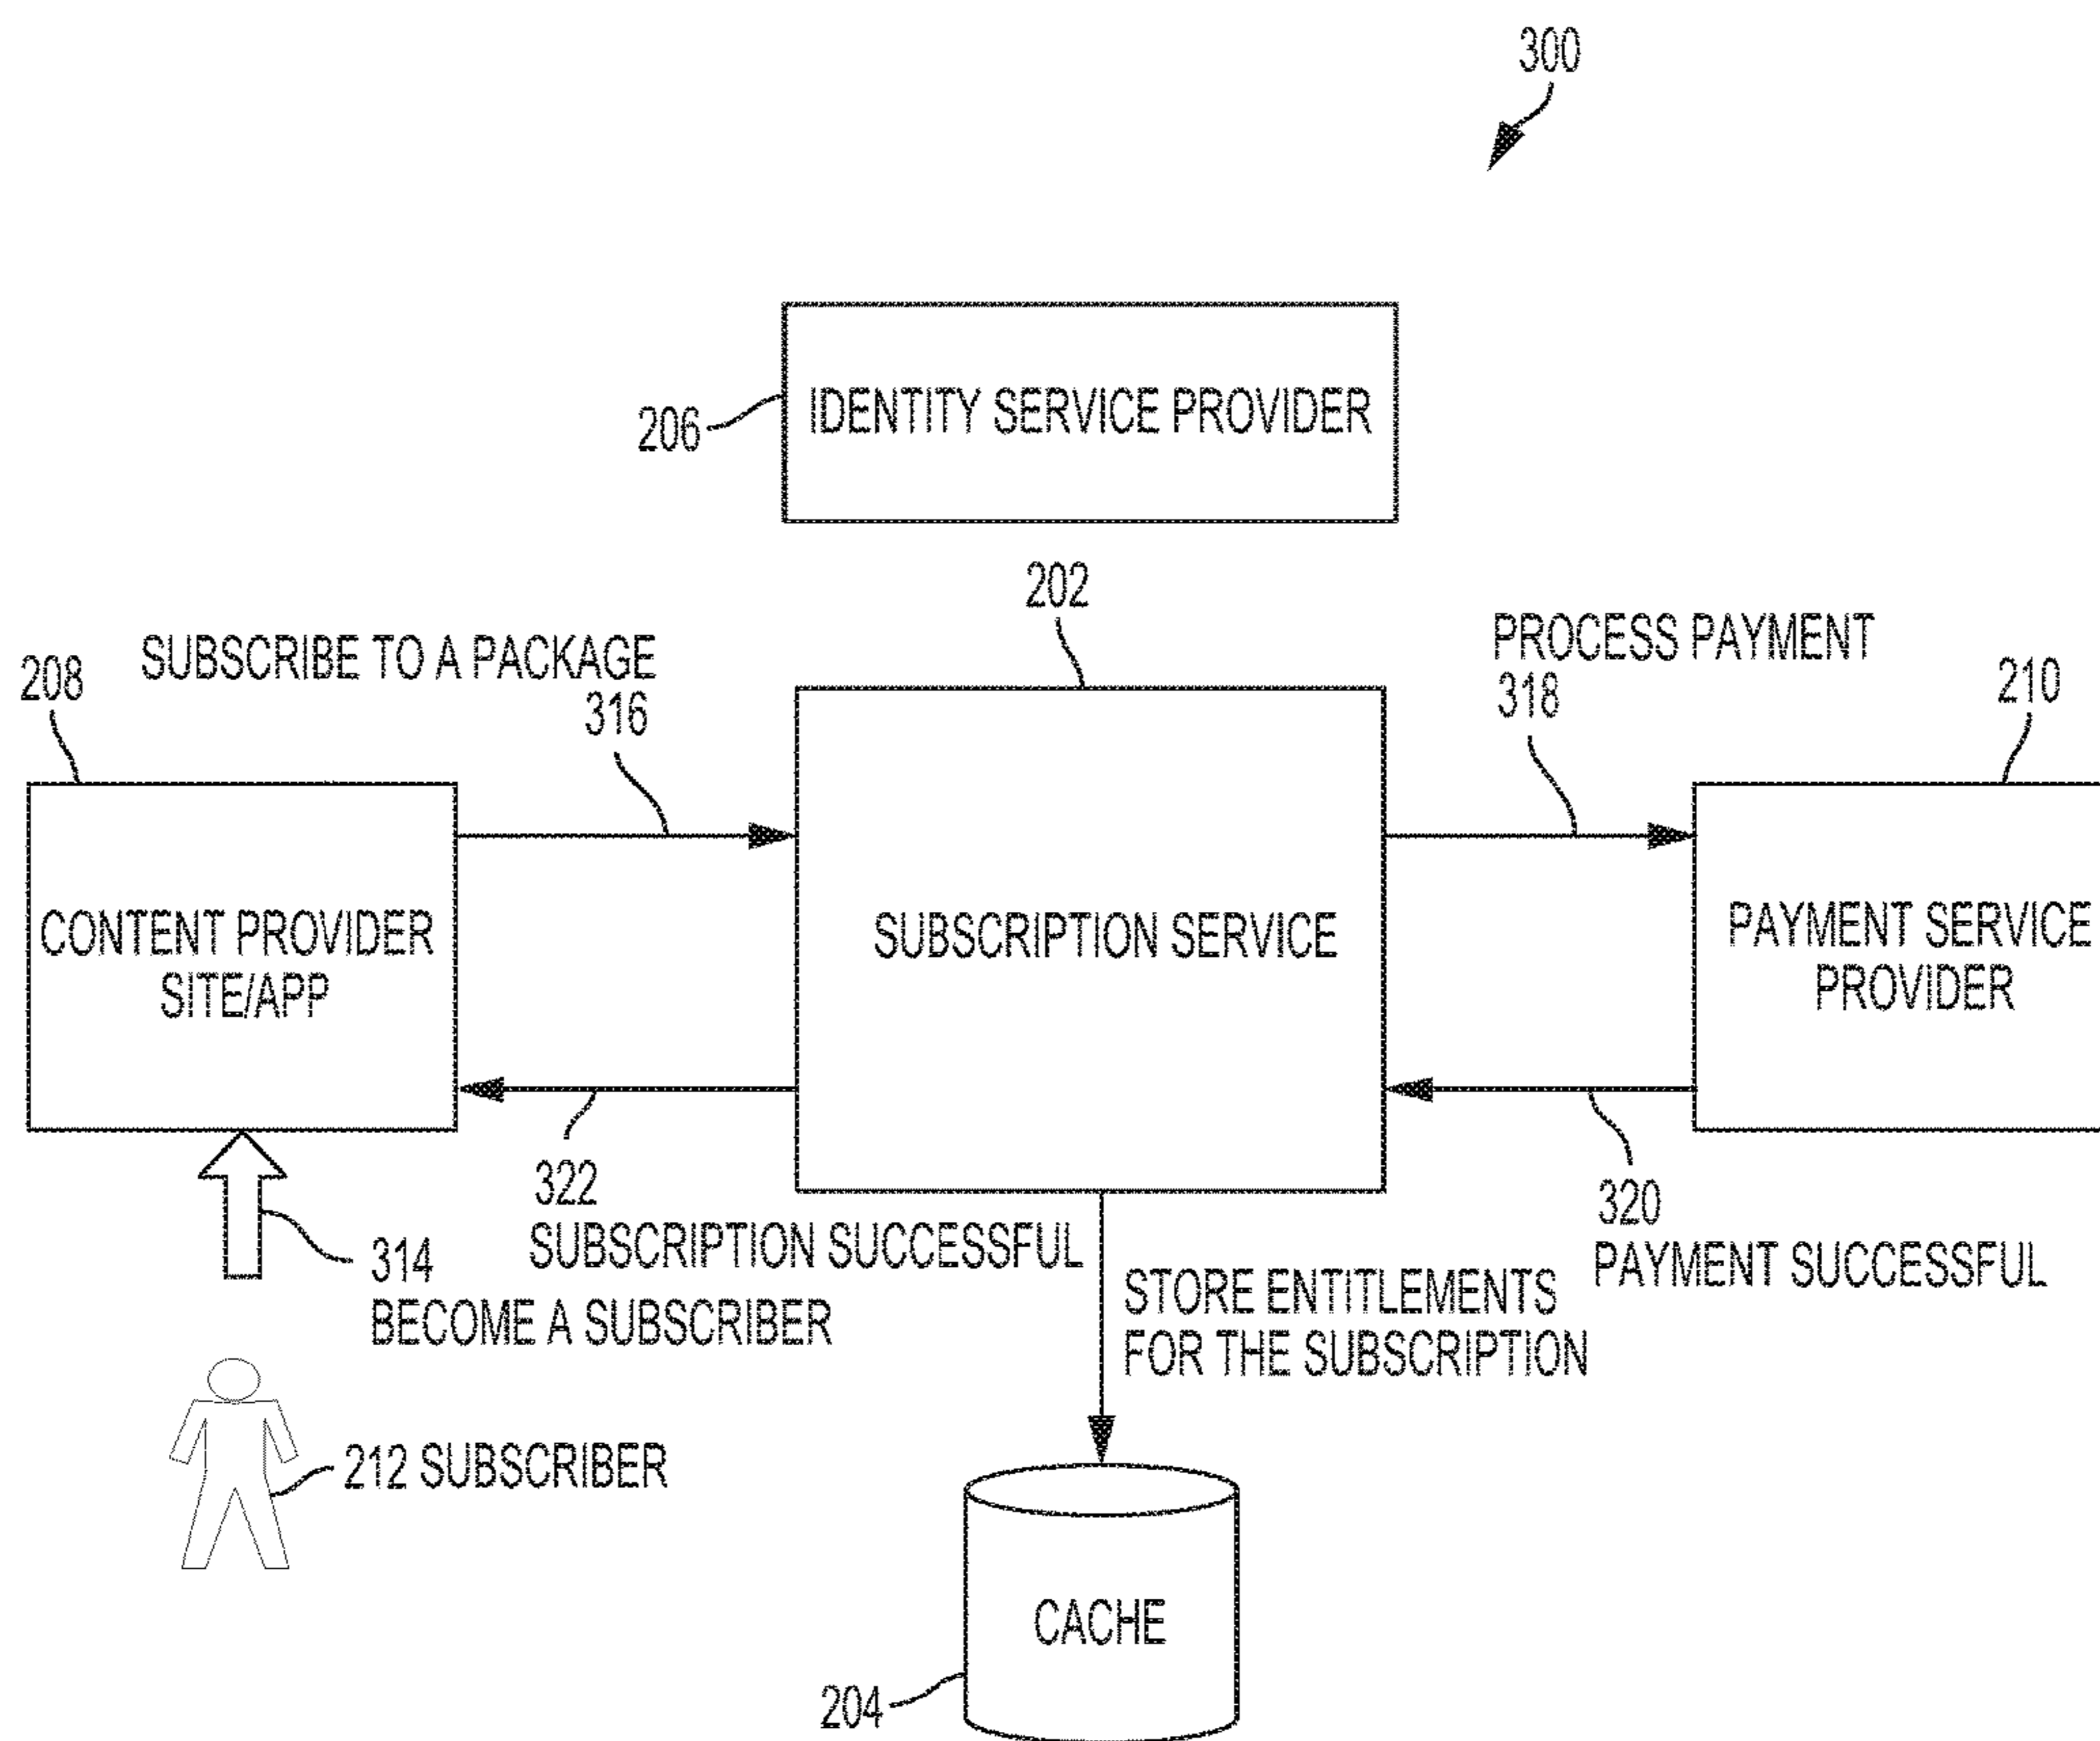 300
IDENTITY SERVICE PROVIDER
206
202
SUBSCRIBE TO A PACKAGE
316
PROCESS PAYMENT
318
208
210
CONTENT PROVIDER
SITE/APP
SUBSCRIPTION SERVICE
PAYMENT SERVICE
PROVIDER
322
SUBSCRIPTION SUCCESSFUL
320
PAYMENT SUCCESSFUL
314
BECOME A SUBSCRIBER
STORE ENTITLEMENTS
FOR THE SUBSCRIPTION
212 SUBSCRIBER
CACHE
204